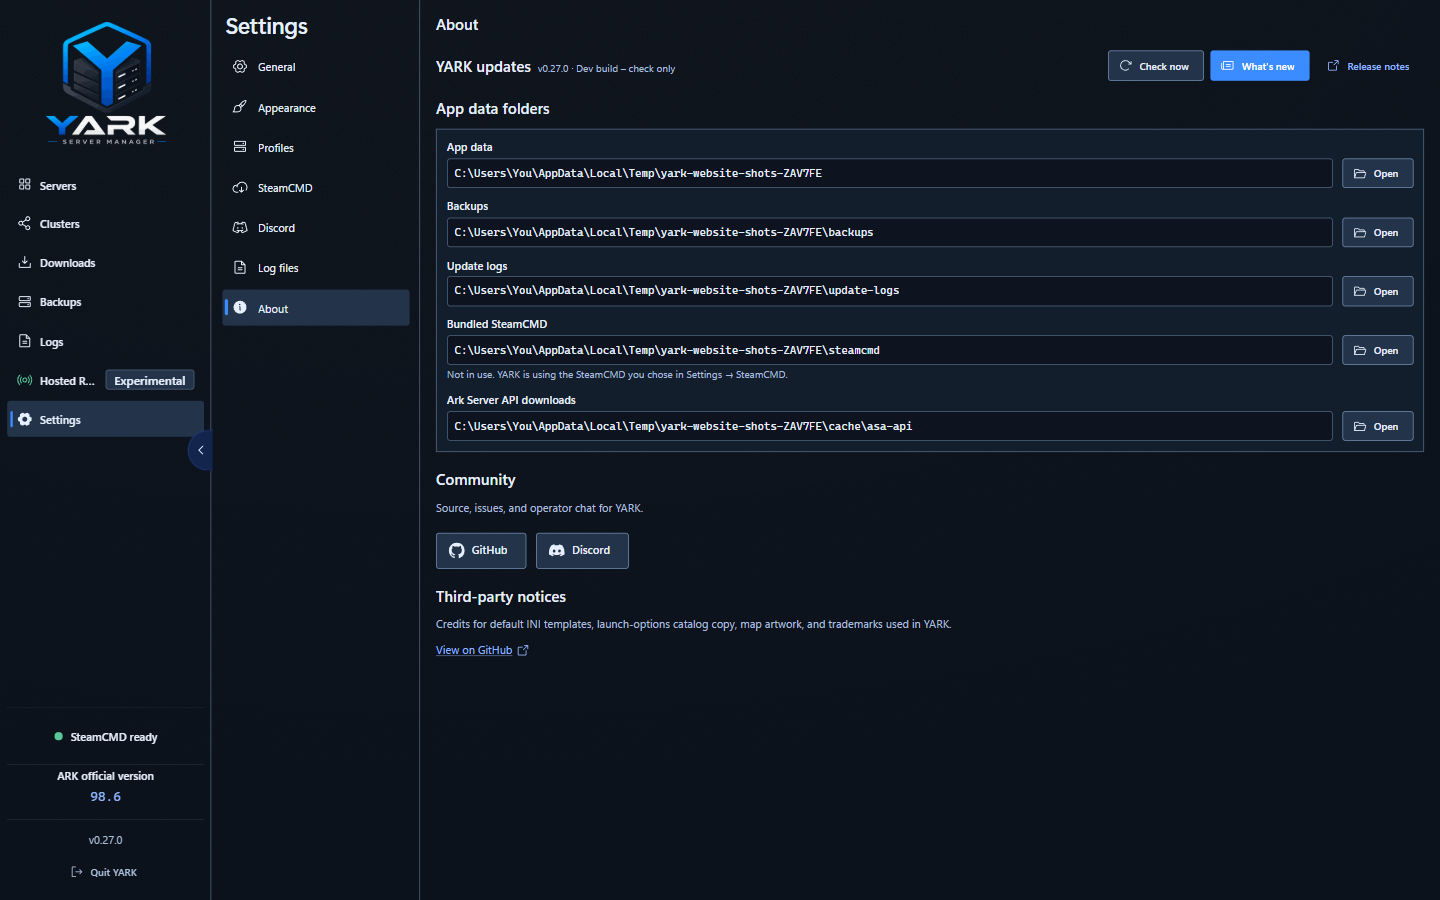 YARK
SERVER MANAGER
Servers
Clusters
Downloads
Backups
Logs
Hosted R... Experimental
Settings
SteamCMD ready
ARK official version
98.6
v0.27.0
Quit YARK
Settings
General
Appearance
Profiles
SteamCMD
Discord
Log files
About
About
YARK updates v0.27.0 · Dev build – check only
Check now
What's new
Release notes
App data folders
App data
C:\Users\You\AppData\Local\Temp\yark-website-shots-ZAV7FE
Open
Backups
C:\Users\You\AppData\Local\Temp\yark-website-shots-ZAV7FE\backups
Open
Update logs
C:\Users\You\AppData\Local\Temp\yark-website-shots-ZAV7FE\update-logs
Open
Bundled SteamCMD
C:\Users\You\AppData\Local\Temp\yark-website-shots-ZAV7FE\steamcmd
Open
Not in use. YARK is using the SteamCMD you chose in Settings → SteamCMD.
Ark Server API downloads
C:\Users\You\AppData\Local\Temp\yark-website-shots-ZAV7FE\cache\asa-api
Open
Community
Source, issues, and operator chat for YARK.
GitHub
Discord
Third-party notices
Credits for default INI templates, launch-options catalog copy, map artwork, and trademarks used in YARK.
View on GitHub